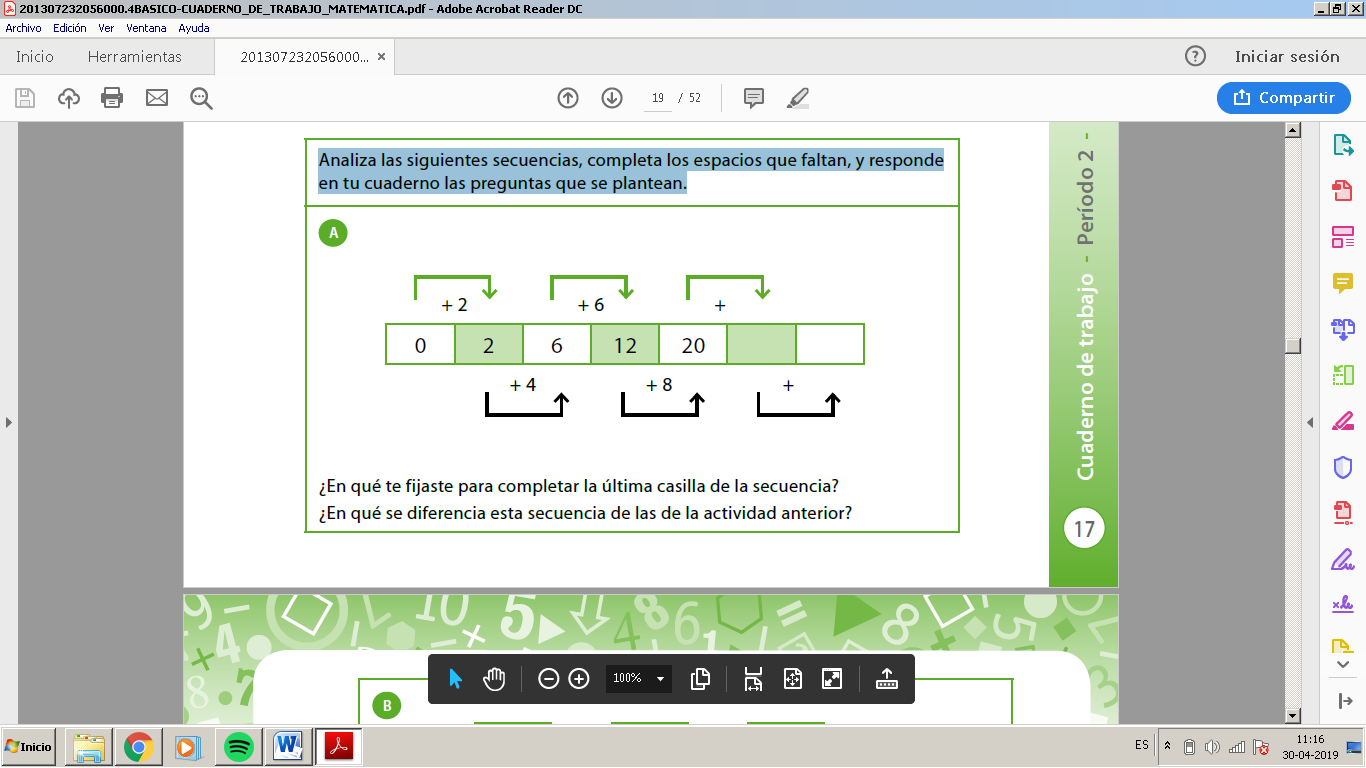 201307232056000.4BASICO-CUADERNO_DE_TRABAJO_MATEMATICA.pdf - Adobe Acrobat Reader DC
Archivo Edición Ver Ventana Ayuda
Inicio Herramientas 201307232056000... × Iniciar sesión
19 / 52 Compartir
Analiza las siguientes secuencias, completa los espacios que faltan, y responde
en tu cuaderno las preguntas que se plantean.
A
+ 2 + 6 +
0 2 6 12 20
+ 4 + 8 +
¿En qué te fijaste para completar la última casilla de la secuencia?
¿En qué se diferencia esta secuencia de las de la actividad anterior?
Cuaderno de trabajo - Período 2 -
17
100%
B
Inicio ES 11:16
30-04-2019